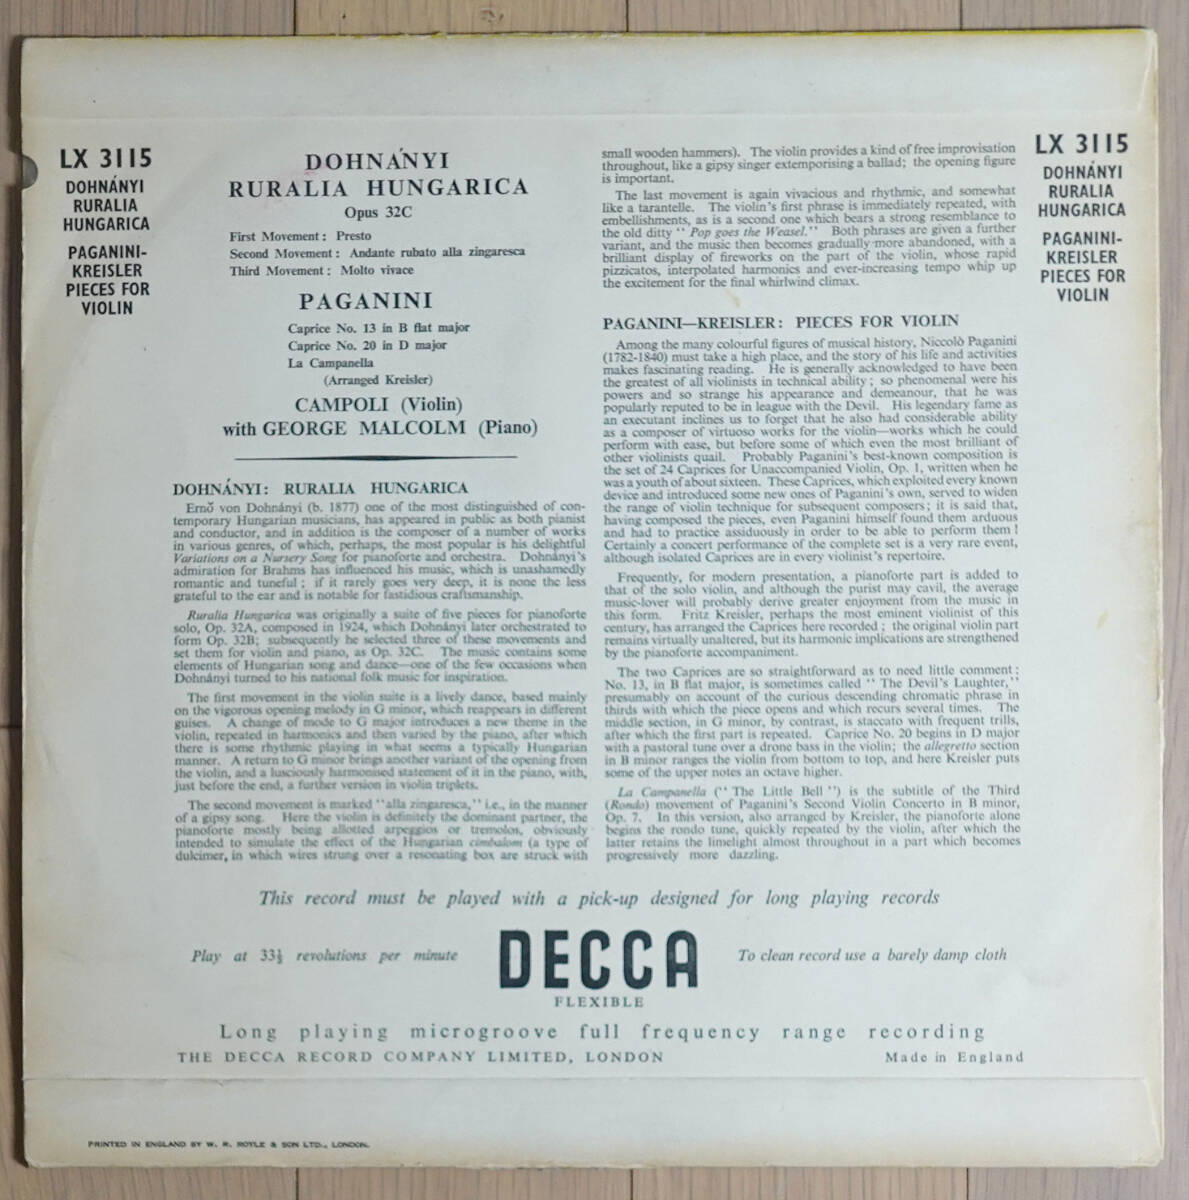 LX 3115
DOHNÁNYI
RURALIA
HUNGARICA
PAGANINI-
KREISLER
PIECES FOR
VIOLIN
DOHNÁNYI
RURALIA HUNGARICA
Opus 32C
First Movement : Presto
Second Movement : Andante rubato alla zingaresca
Third Movement : Molto vivace
PAGANINI
Caprice No. 13 in B flat major
Caprice No. 20 in D major
La Campanella
(Arranged Kreisler)
CAMPOLI (Violin)
with GEORGE MALCOLM (Piano)
DOHNÁNYI: RURALIA HUNGARICA
Ernő von Dohnányi (b. 1877) one of the most distinguished of con-
temporary Hungarian musicians, has appeared in public as both pianist
and conductor, and in addition is the composer of a number of works
in various genres, of which, perhaps, the most popular is his delightful
Variations on a Nursery Song for pianoforte and orchestra. Dohnányi's
admiration for Brahms has influenced his music, which is unashamedly
romantic and tuneful ; if it rarely goes very deep, it is none the less
grateful to the ear and is notable for fastidious craftsmanship.
Ruralia Hungarica was originally a suite of five pieces for pianoforte
solo, Op. 32A, composed in 1924, which Dohnányi later orchestrated to
form Op. 32B; subsequently he selected three of these movements and
set them for violin and piano, as Op. 32C. The music contains some
elements of Hungarian song and dance—one of the few occasions when
Dohnányi turned to his national folk music for inspiration.
The first movement in the violin suite is a lively dance, based mainly
on the vigorous opening melody in G minor, which reappears in different
guises. A change of mode to G major introduces a new theme in the
violin, repeated in harmonics and then varied by the piano, after which
there is some rhythmic playing in what seems a typically Hungarian
manner. A return to G minor brings another variant of the opening from
the violin, and a lusciously harmonised statement of it in the piano, with,
just before the end, a further version in violin triplets.
The second movement is marked "alla zingaresca," i.e., in the manner
of a gipsy song. Here the violin is definitely the dominant partner, the
pianoforte mostly being allotted arpeggios or tremolos, obviously
intended to simulate the effect of the Hungarian cimbalom (a type of
dulcimer, in which wires strung over a resonating box are struck with
small wooden hammers). The violin provides a kind of free improvisation
throughout, like a gipsy singer extemporising a ballad; the opening figure
is important.
The last movement is again vivacious and rhythmic, and somewhat
like a tarantelle. The violin's first phrase is immediately repeated, with
embellishments, as is a second one which bears a strong resemblance to
the old ditty " Pop goes the Weasel." Both phrases are given a further
variant, and the music then becomes gradually more abandoned, with a
brilliant display of fireworks on the part of the violin, whose rapid
pizzicatos, interpolated harmonics and ever-increasing tempo whip up
the excitement for the final whirlwind climax.
PAGANINI—KREISLER: PIECES FOR VIOLIN
Among the many colourful figures of musical history, Niccolò Paganini
(1782-1840) must take a high place, and the story of his life and activities
makes fascinating reading. He is generally acknowledged to have been
the greatest of all violinists in technical ability ; so phenomenal were his
powers and so strange his appearance and demeanour, that he was
popularly reputed to be in league with the Devil. His legendary fame as
an executant inclines us to forget that he also had considerable ability
as a composer of virtuoso works for the violin—works which he could
perform with ease, but before some of which even the most brilliant of
other violinists quail. Probably Paganini's best-known composition is
the set of 24 Caprices for Unaccompanied Violin, Op. 1, written when he
was a youth of about sixteen. These Caprices, which exploited every known
device and introduced some new ones of Paganini's own, served to widen
the range of violin technique for subsequent composers ; it is said that,
having composed the pieces, even Paganini himself found them arduous
and had to practice assiduously in order to be able to perform them !
Certainly a concert performance of the complete set is a very rare event,
although isolated Caprices are in every violinist's repertoire.
Frequently, for modern presentation, a pianoforte part is added to
that of the solo violin, and although the purist may cavil, the average
music-lover will probably derive greater enjoyment from the music in
this form. Fritz Kreisler, perhaps the most eminent violinist of this
century, has arranged the Caprices here recorded ; the original violin part
remains virtually unaltered, but its harmonic implications are strengthened
by the pianoforte accompaniment.
The two Caprices are so straightforward as to need little comment ;
No. 13, in B flat major, is sometimes called " The Devil's Laughter,"
presumably on account of the curious descending chromatic phrase in
thirds with which the piece opens and which recurs several times. The
middle section, in G minor, by contrast, is staccato with frequent trills,
after which the first part is repeated. Caprice No. 20 begins in D major
with a pastoral tune over a drone bass in the violin; the allegretto section
in B minor ranges the violin from bottom to top, and here Kreisler puts
some of the upper notes an octave higher.
La Campanella (" The Little Bell ") is the subtitle of the Third
(Rondo) movement of Paganini's Second Violin Concerto in B minor,
Op. 7. In this version, also arranged by Kreisler, the pianoforte alone
begins the rondo tune, quickly repeated by the violin, after which the
latter retains the limelight almost throughout in a part which becomes
progressively more dazzling.
LX 3115
DOHNÁNYI
RURALIA
HUNGARICA
PAGANINI-
KREISLER
PIECES FOR
VIOLIN
This record must be played with a pick-up designed for long playing records
Play at 33⅓ revolutions per minute
DECCA
FLEXIBLE
To clean record use a barely damp cloth
Long playing microgroove full frequency range recording
THE DECCA RECORD COMPANY LIMITED, LONDON
Made in England
PRINTED IN ENGLAND BY W. R. ROYLE & SON LTD., LONDON.